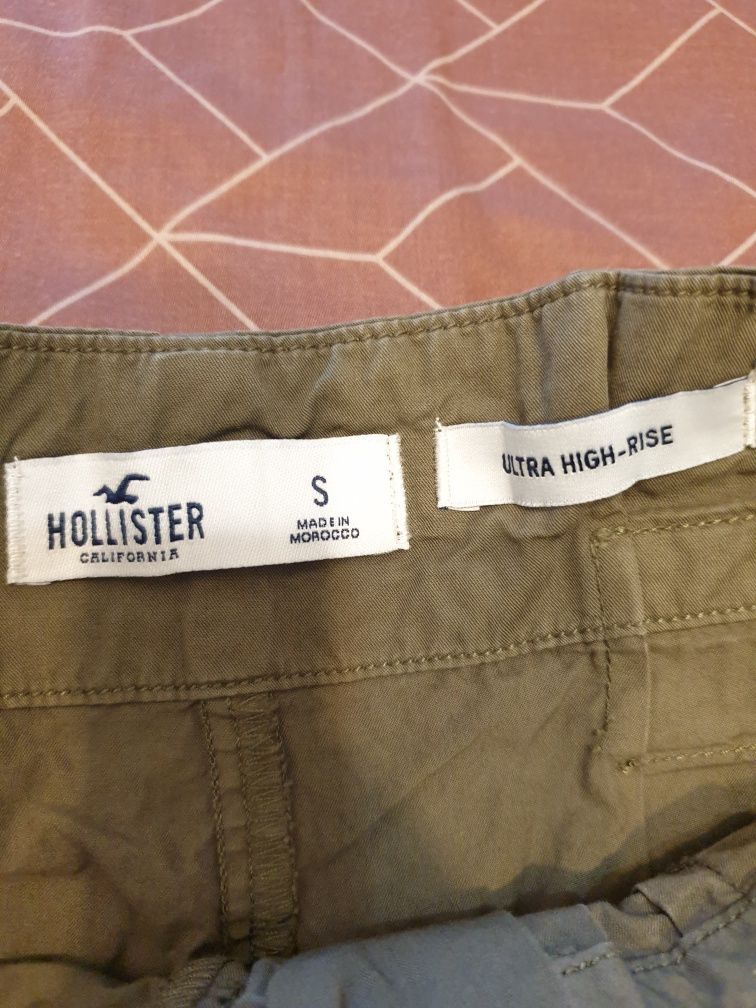 HOLLISTER
CALIFORNIA
S
MADE IN
MOROCCO
ULTRA HIGH-RISE